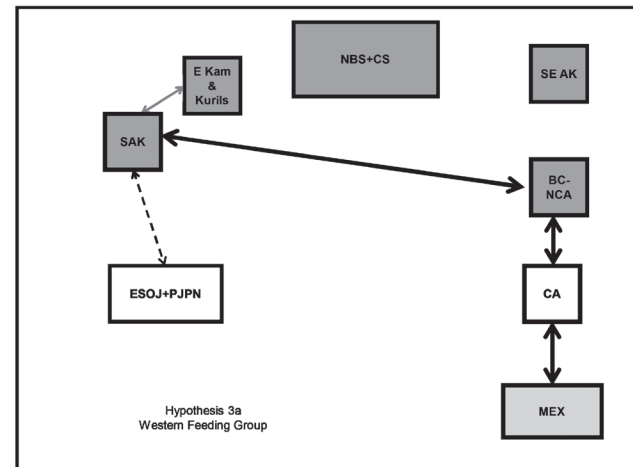 E Kam
&
Kurils
NBS+CS
SE AK
SAK
BC-
NCA
ESOJ+PJPN
CA
Hypothesis 3a
Western Feeding Group
MEX